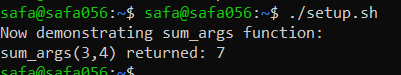 safa@safa056:~$ safa@safa056:~$ ./setup.sh
Now demonstrating sum_args function:
sum_args(3,4) returned: 7
safa@safa056:~$